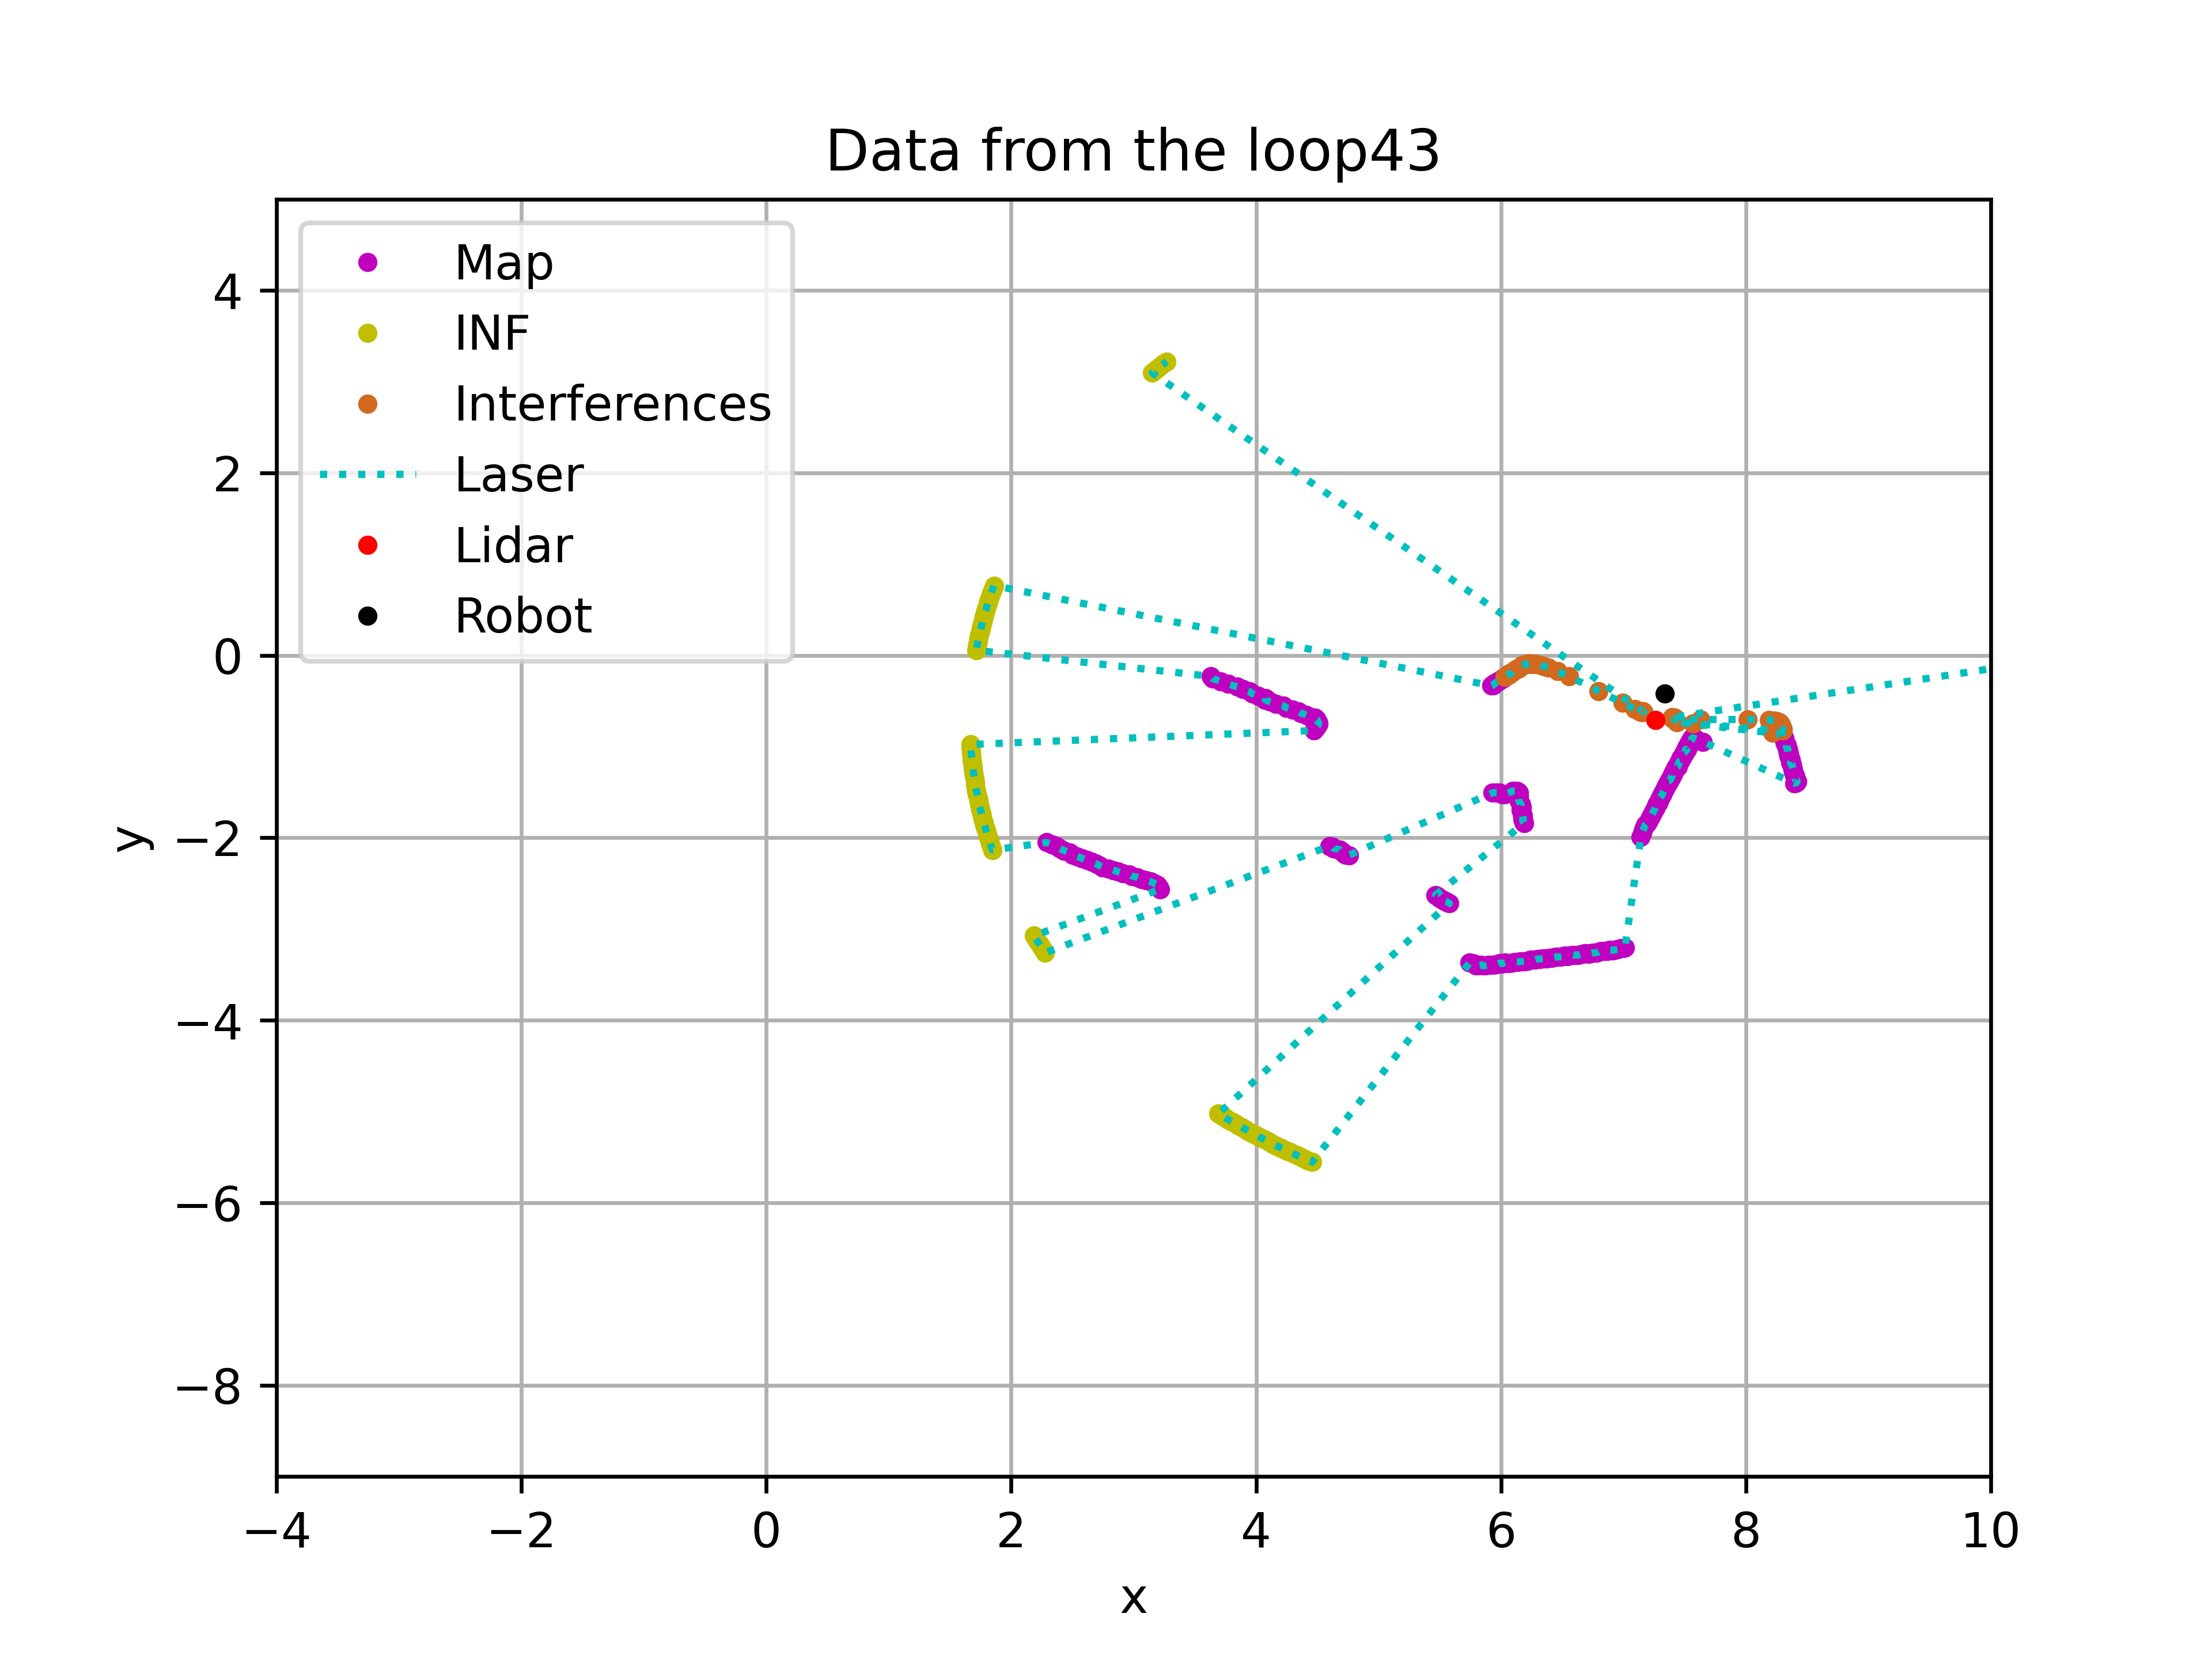 Data from the loop43
Map
INF
Interferences
Laser
Lidar
Robot
4
2
0
−2
−4
−6
−8
y
−4 −2 0 2 4 6 8 10
x